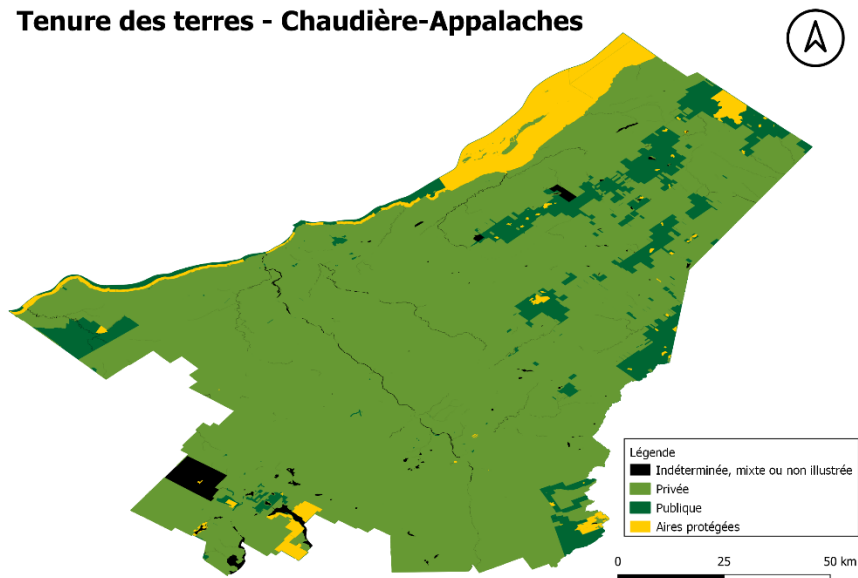 Tenure des terres - Chaudière-Appalaches
Légende
Indéterminée, mixte ou non illustrée
Privée
Publique
Aires protégées
0 25 50 km